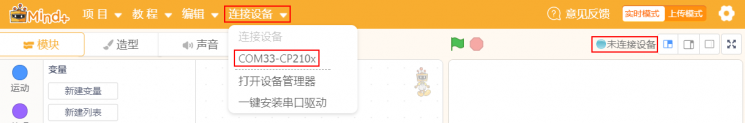 Mind+ 项目 教程 编辑 连接设备 意见反馈 实时模式 上传模式
模块 造型 声音 连接设备 未连接设备
COM33-CP210x
变量
打开设备管理器
运动 新建变量
一键安装串口驱动
新建列表